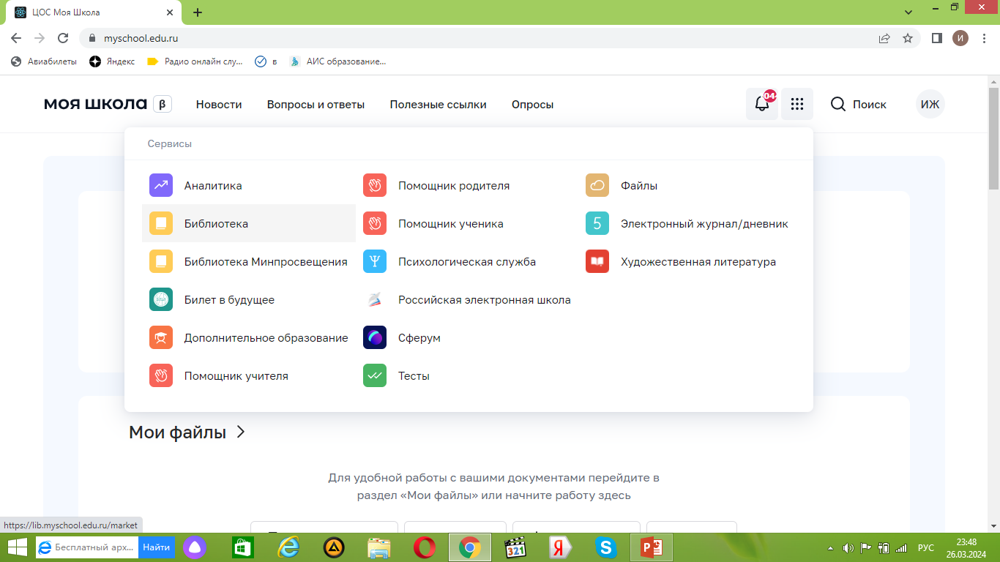 ЦОС Моя Школа
myschool.edu.ru
И
Авиабилеты
Яндекс
Радио онлайн слу...
в
АИС образование...
моя школа β
Новости
Вопросы и ответы
Полезные ссылки
Опросы
04
Поиск
ИЖ
Сервисы
Аналитика
Помощник родителя
Файлы
Библиотека
Помощник ученика
5
Электронный журнал/дневник
Библиотека Минпросвещения
Ψ
Психологическая служба
Художественная литература
Билет в будущее
Российская электронная школа
Дополнительное образование
Сферум
Помощник учителя
Тесты
Мои файлы
Для удобной работы с вашими документами перейдите в
раздел «Мои файлы» или начните работу здесь
https://lib.myschool.edu.ru/market
Бесплатный арх...
Найти
321
Я
S
P
РУС
23:48
26.03.2024